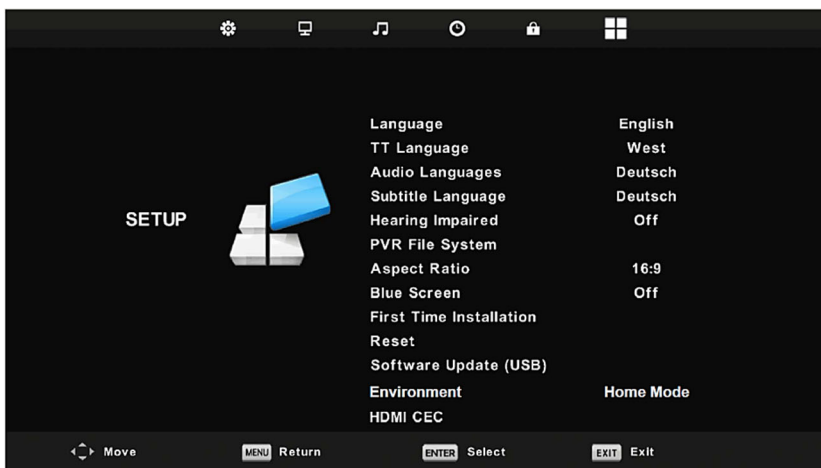 Language English
TT Language West
Audio Languages Deutsch
Subtitle Language Deutsch
SETUP
Hearing Impaired Off
PVR File System
Aspect Ratio 16:9
Blue Screen Off
First Time Installation
Reset
Software Update (USB)
Environment Home Mode
HDMI CEC
Move MENU Return ENTER Select EXIT Exit